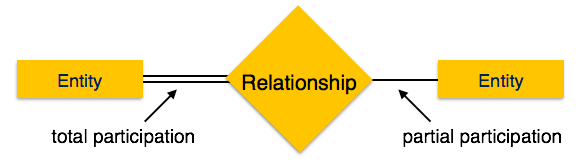 Entity
Relationship
Entity
total participation
partial participation